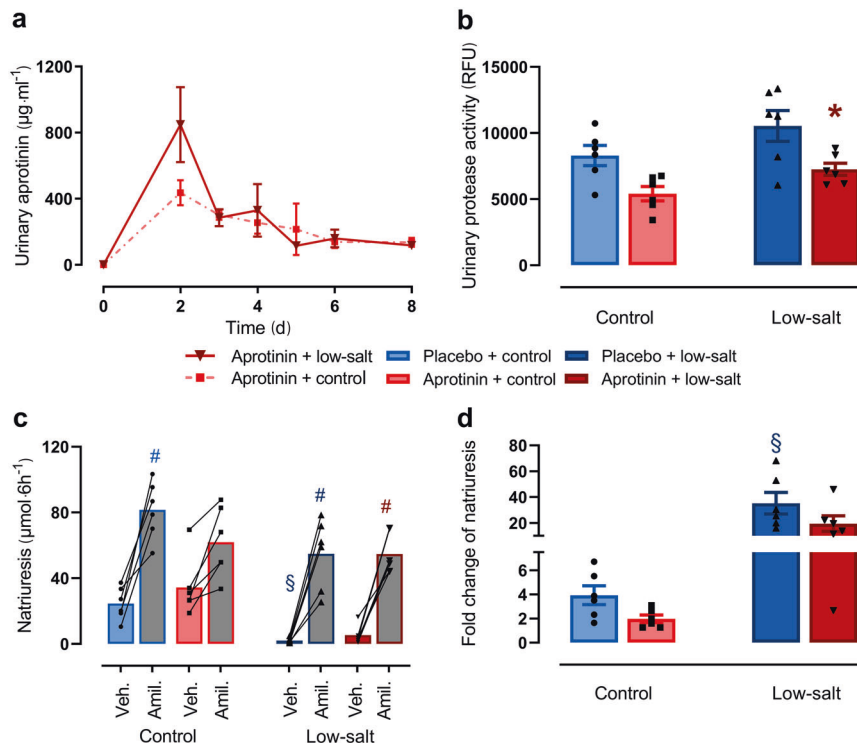 a
Urinary aprotinin (µg·ml⁻¹)
1200
800
400
0
0 2 4 6 8
Time (d)
b
Urinary protease activity (RFU)
15000
10000
5000
0
*
Control Low-salt
Aprotinin + low-salt Placebo + control Placebo + low-salt
Aprotinin + control Aprotinin + control Aprotinin + low-salt
c
Natriuresis (µmol·6h⁻¹)
120
80
40
0
# § # #
Veh. Amil. Veh. Amil. Veh. Amil. Veh. Amil.
Control Low-salt
d
Fold change of natriuresis
80
60
40
20
6
4
2
0
§
Control Low-salt